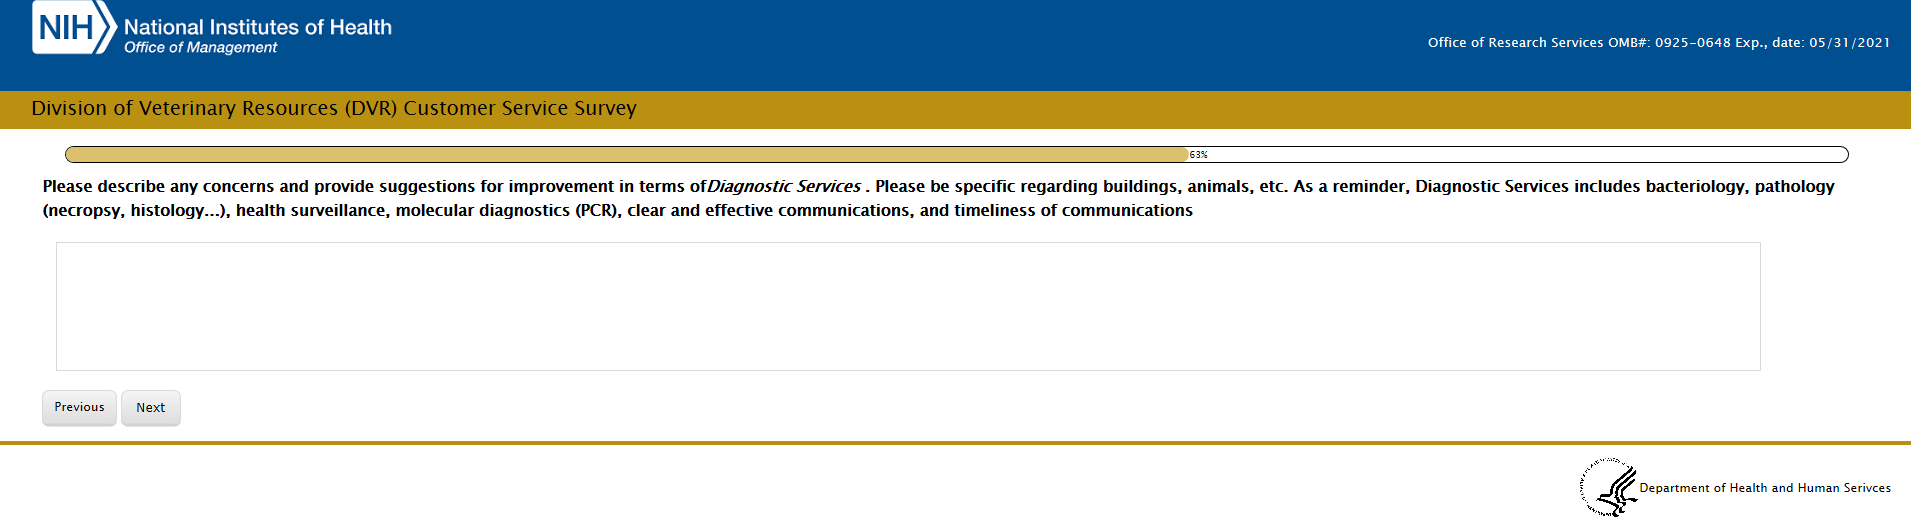 NIH National Institutes of Health
Office of Management
Office of Research Services OMB#: 0925-0648 Exp., date: 05/31/2021
Division of Veterinary Resources (DVR) Customer Service Survey
63%
Please describe any concerns and provide suggestions for improvement in terms ofDiagnostic Services . Please be specific regarding buildings, animals, etc. As a reminder, Diagnostic Services includes bacteriology, pathology
(necropsy, histology...), health surveillance, molecular diagnostics (PCR), clear and effective communications, and timeliness of communications
Previous Next
Department of Health and Human Serivces